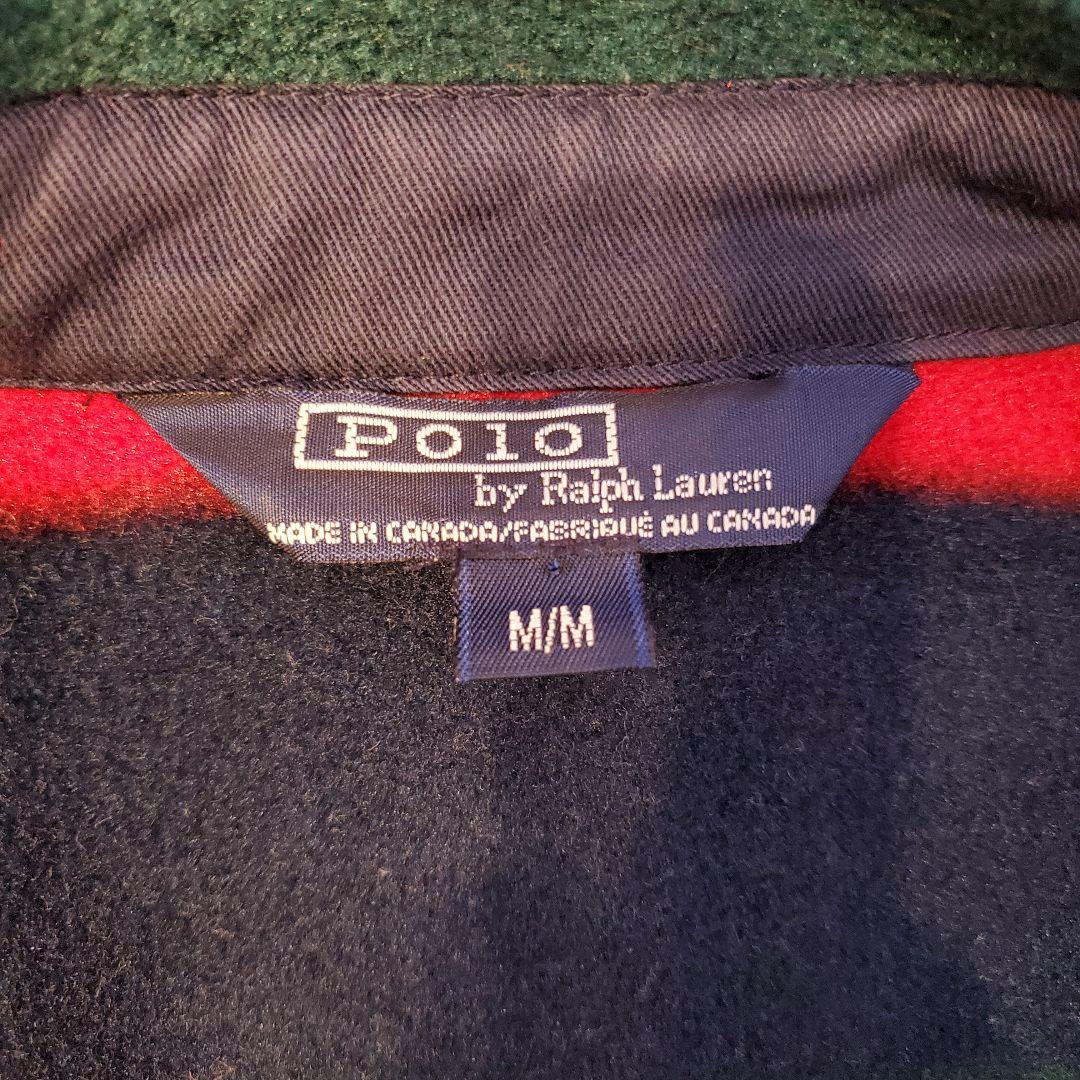 Polo
by Ralph Lauren
MADE IN CANADA/FABRIQUÉ AU CANADA
M/M